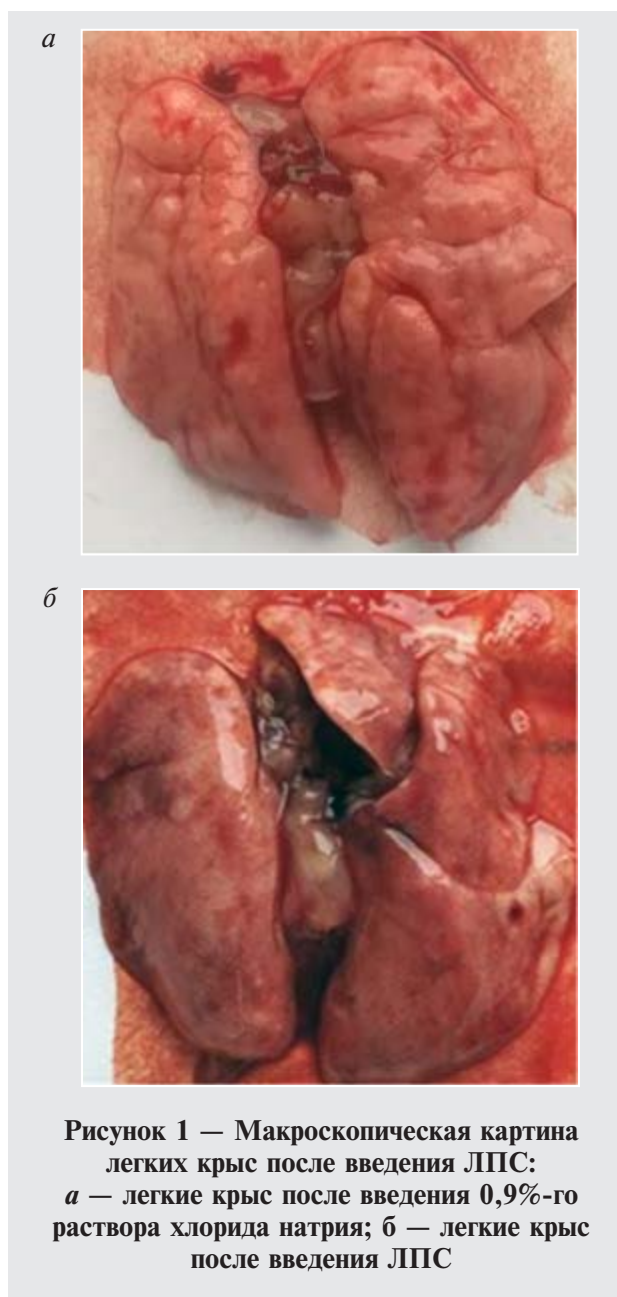 а
б
Рисунок 1 — Макроскопическая картина
легких крыс после введения ЛПС:
а — легкие крыс после введения 0,9%-го
раствора хлорида натрия; б — легкие крыс
после введения ЛПС